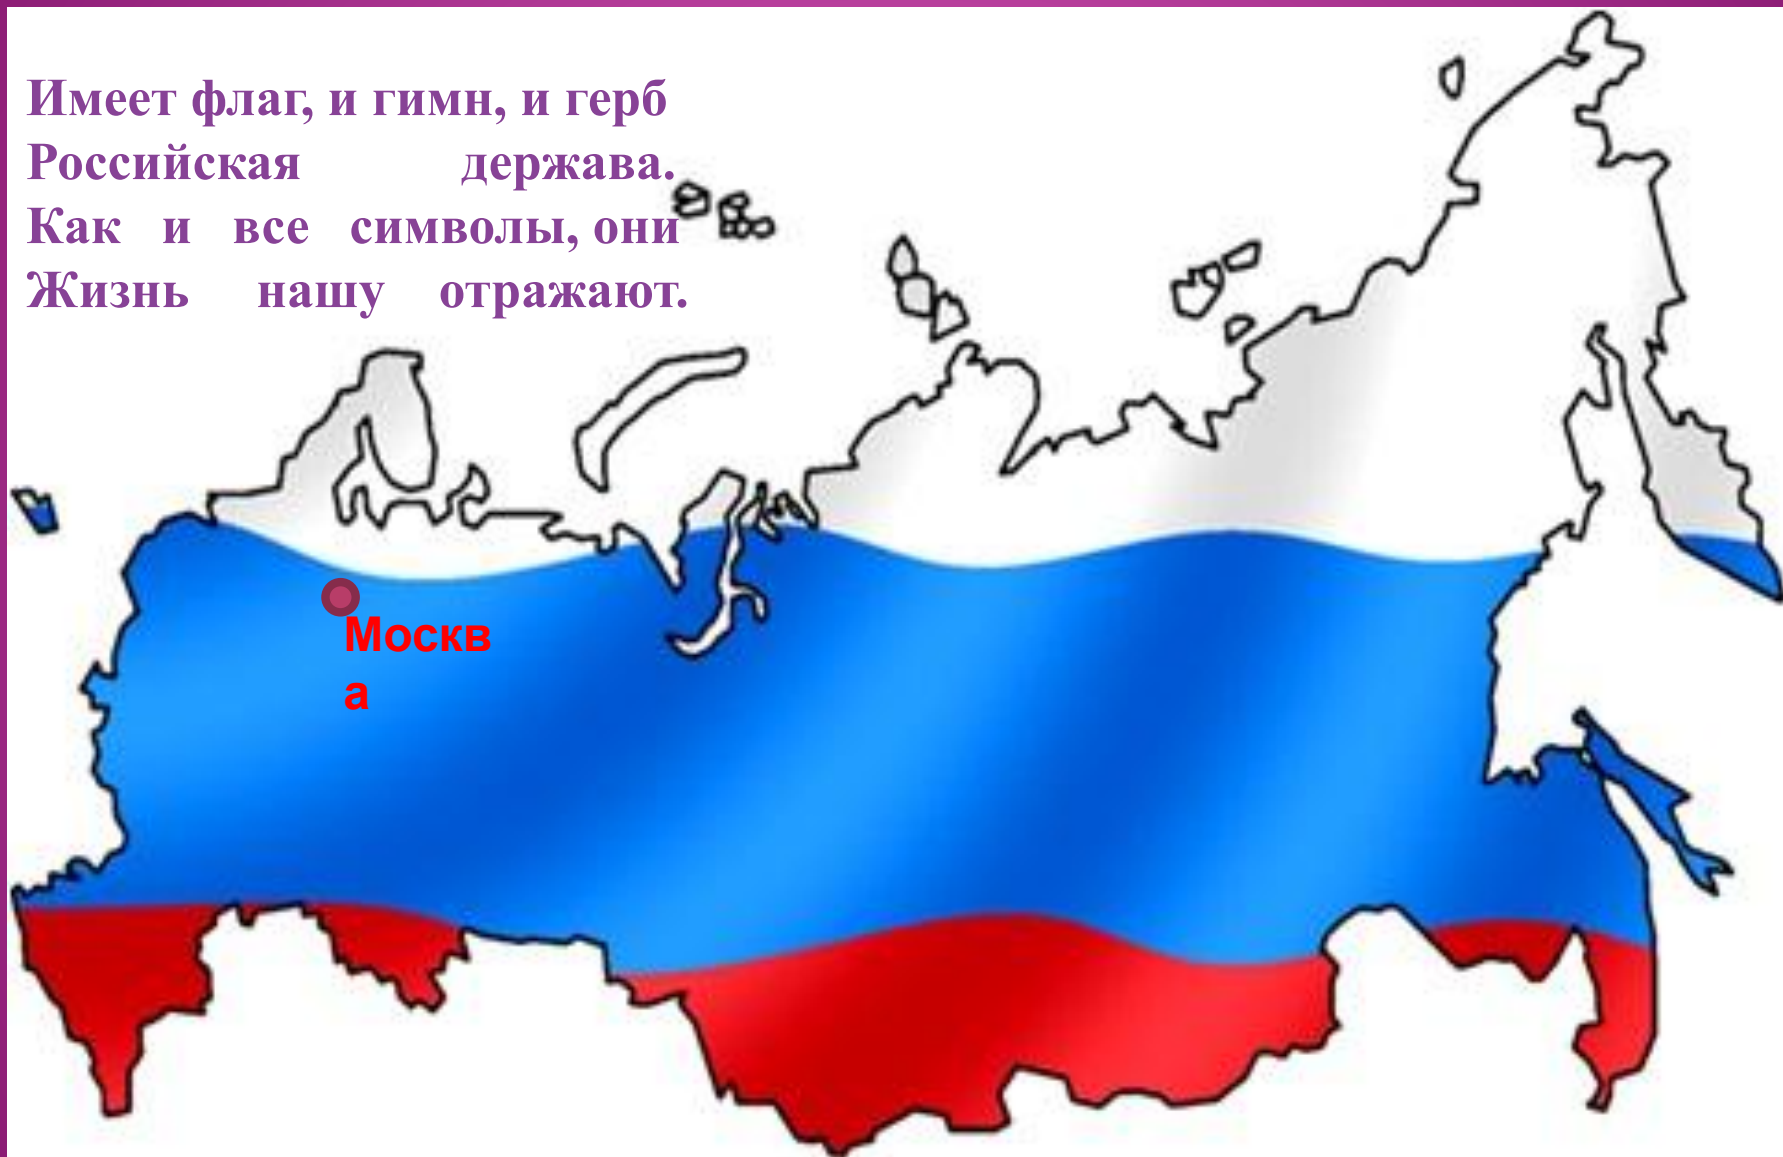 Имеет флаг, и гимн, и герб
Российская держава.
Как и все символы, они
Жизнь нашу отражают.
Москв
а